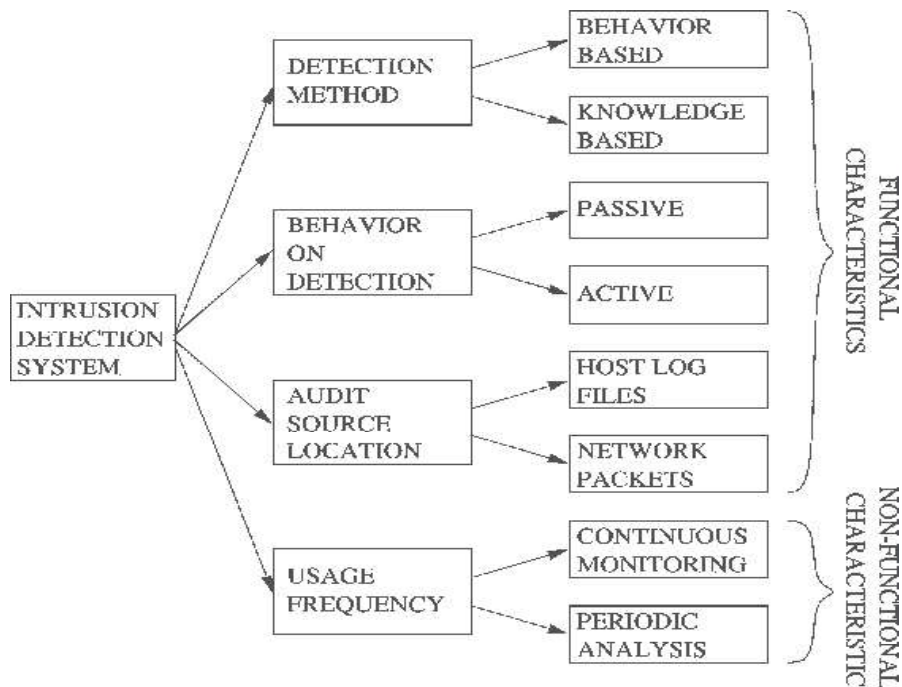 INTRUSION
DETECTION
SYSTEM
DETECTION
METHOD
BEHAVIOR
ON
DETECTION
AUDIT
SOURCE
LOCATION
USAGE
FREQUENCY
BEHAVIOR
BASED
KNOWLEDGE
BASED
PASSIVE
ACTIVE
HOST LOG
FILES
NETWORK
PACKETS
CONTINUOUS
MONITORING
PERIODIC
ANALYSIS
FUNCTIONAL
CHARACTERISTICS
NON-FUNCTIONAL
CHARACTERISTIC